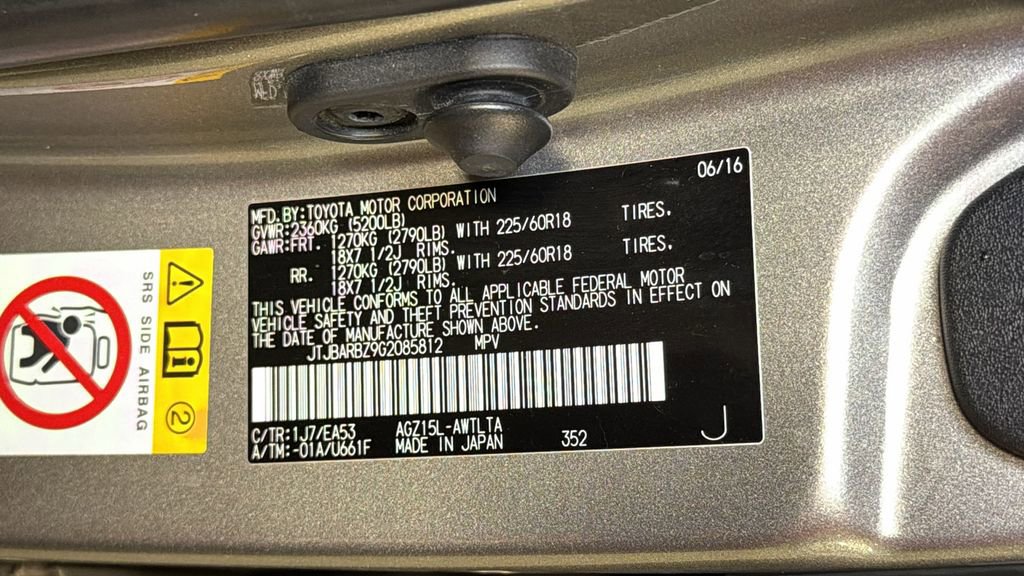 06/16
MFD. BY: TOYOTA MOTOR CORPORATION
GVWR: 2360KG (5200LB)
GAWR: FRT. 1270KG (2790LB) WITH 225/60R18 TIRES.
18X7 1/2J RIMS.
RR. 1270KG (2790LB) WITH 225/60R18 TIRES.
18X7 1/2J RIMS.
THIS VEHICLE CONFORMS TO ALL APPLICABLE FEDERAL MOTOR
VEHICLE SAFETY AND THEFT PREVENTION STANDARDS IN EFFECT ON
THE DATE OF MANUFACTURE SHOWN ABOVE.
JTJBARBZ9G2085812 MPV
C/TR: 1J7/EA53 AGZ15L-AWTLTA
A/TM: -01A/U661F MADE IN JAPAN 352
J
SRS SIDE AIRBAG
2